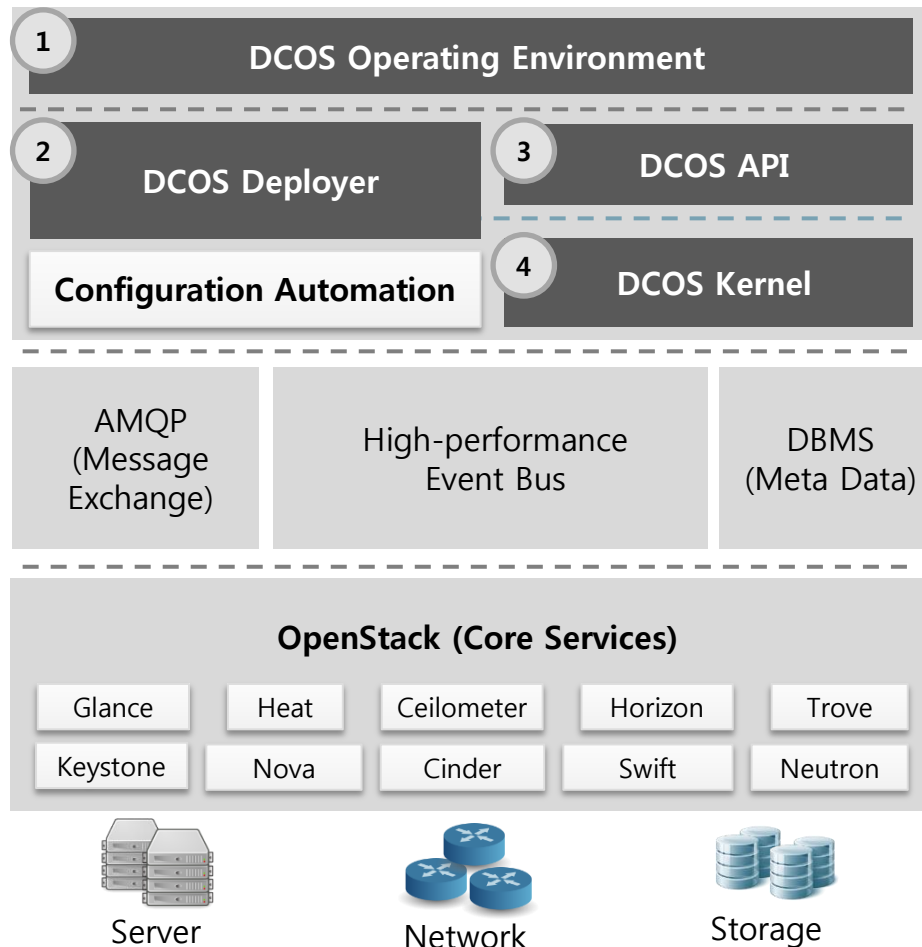 1
DCOS Operating Environment
2
DCOS Deployer
3
DCOS API
Configuration Automation
4
DCOS Kernel
AMQP
(Message
Exchange)
High-performance
Event Bus
DBMS
(Meta Data)
OpenStack (Core Services)
Glance
Heat
Ceilometer
Horizon
Trove
Keystone
Nova
Cinder
Swift
Neutron
Server
Network
Storage